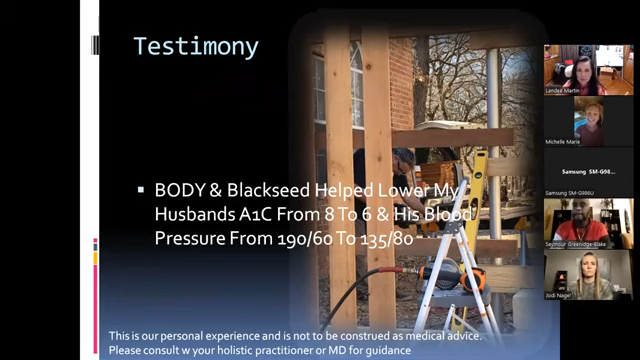 Testimony
BODY & Blackseed Helped Lower My
Husbands A1C From 8 To 6 & His Blood
Pressure From 190/60 To 135/80
This is our personal experience and is not to be construed as medical advice.
Please consult w your holistic practitioner or MD for guidance
Landee Martin
Michelle Marie
Samsung SM-G98...
Samsung SM-G986U
Seymour Greenidge-Blake
Jodi Nagel